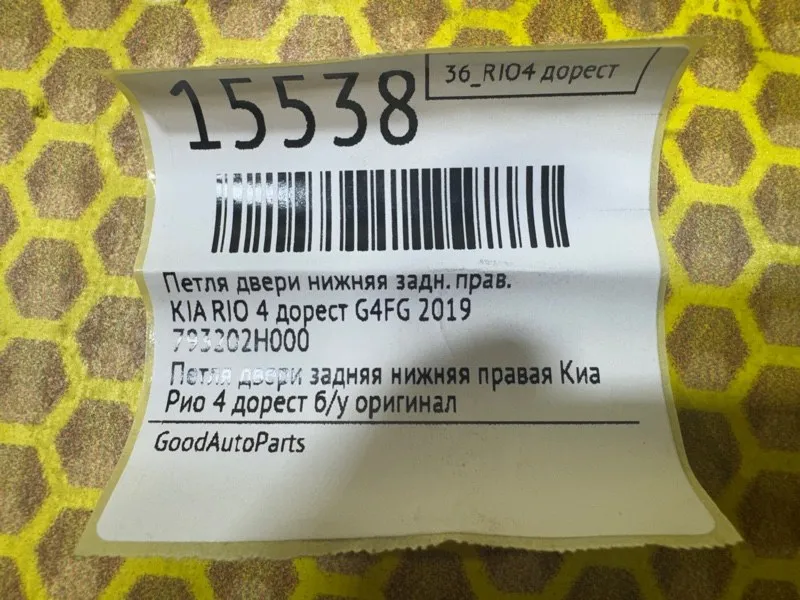 15538
36_RIO4 дорест
Петля двери нижняя задн. прав.
KIA RIO 4 дорест G4FG 2019
793202H000
Петля двери задняя нижняя правая Киа
Рио 4 дорест б/у оригинал
GoodAutoParts